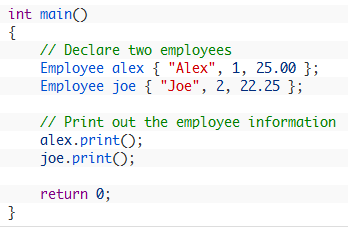 int main()
{
    // Declare two employees
    Employee alex { "Alex", 1, 25.00 };
    Employee joe { "Joe", 2, 22.25 };

    // Print out the employee information
    alex.print();
    joe.print();

    return 0;
}